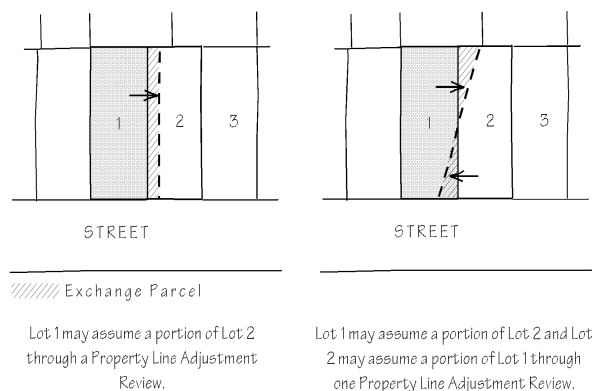 1 2 3
1 2 3
STREET
STREET
Exchange Parcel
Lot 1 may assume a portion of Lot 2
through a Property Line Adjustment
Review.
Lot 1 may assume a portion of Lot 2 and Lot
2 may assume a portion of Lot 1 through
one Property Line Adjustment Review.